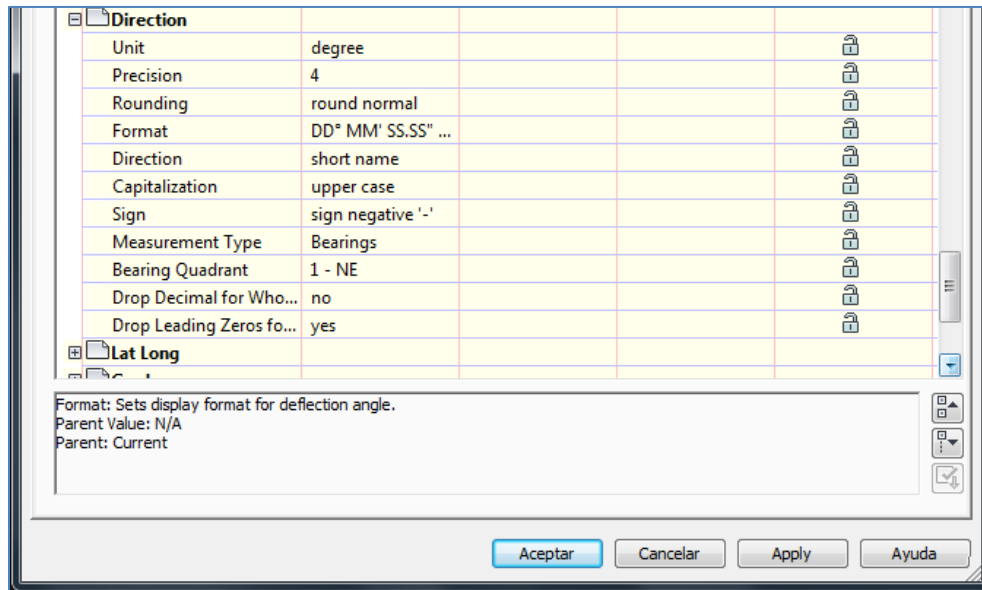 Direction
Unit degree
Precision 4
Rounding round normal
Format DD° MM' SS.SS" ...
Direction short name
Capitalization upper case
Sign sign negative '-'
Measurement Type Bearings
Bearing Quadrant 1 - NE
Drop Decimal for Who... no
Drop Leading Zeros fo... yes
Lat Long
Format: Sets display format for deflection angle.
Parent Value: N/A
Parent: Current
Aceptar Cancelar Apply Ayuda